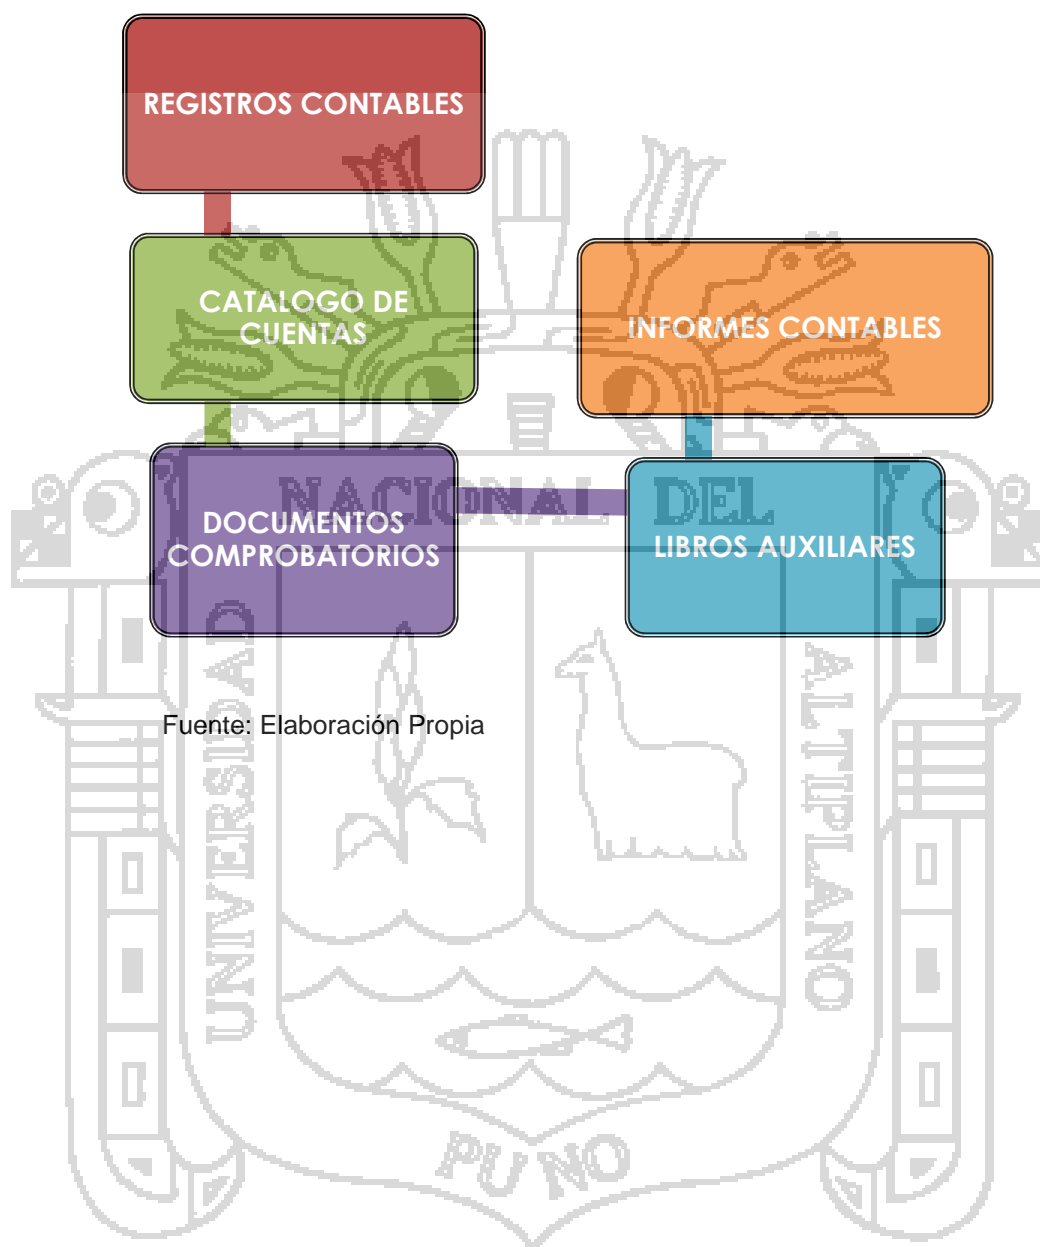 REGISTROS CONTABLES
CATALOGO DE
CUENTAS
DOCUMENTOS
COMPROBATORIOS
LIBROS AUXILIARES
INFORMES CONTABLES
Fuente: Elaboración Propia
UNIVERSIDAD
NACIONAL DEL
ALTIPLANO
PUNO